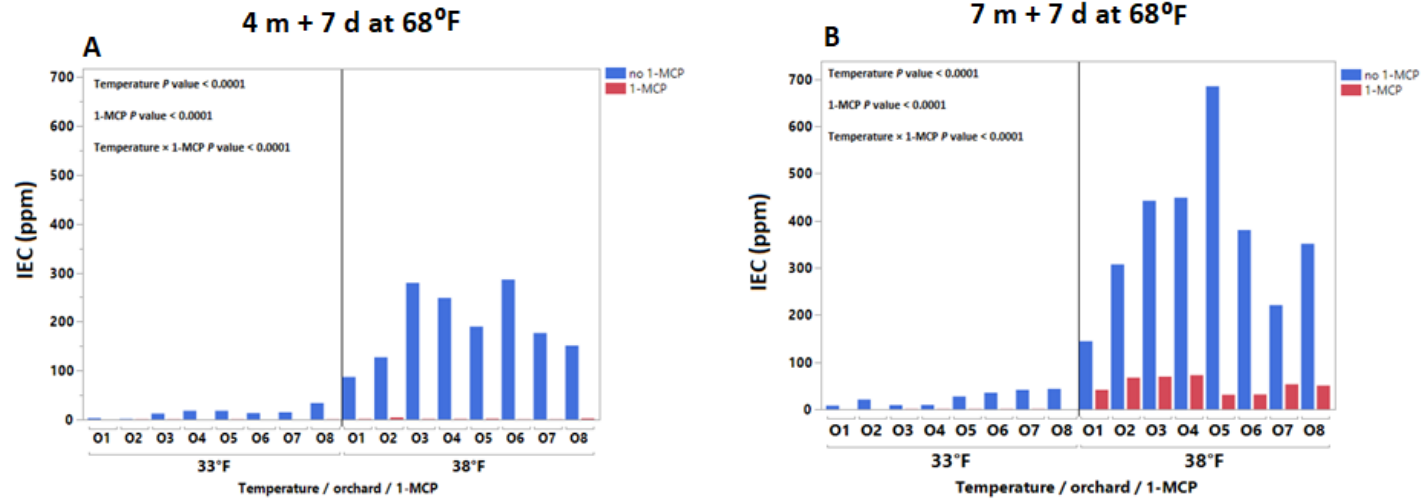 4 m + 7 d at 68⁰F
A
Temperature P value < 0.0001
1-MCP P value < 0.0001
Temperature × 1-MCP P value < 0.0001
no 1-MCP
1-MCP
IEC (ppm)
700
600
500
400
300
200
100
0
O1 O2 O3 O4 O5 O6 O7 O8 O1 O2 O3 O4 O5 O6 O7 O8
33°F 38°F
Temperature / orchard / 1-MCP
7 m + 7 d at 68⁰F
B
Temperature P value < 0.0001
1-MCP P value < 0.0001
Temperature × 1-MCP P value < 0.0001
no 1-MCP
1-MCP
IEC (ppm)
700
600
500
400
300
200
100
0
O1 O2 O3 O4 O5 O6 O7 O8 O1 O2 O3 O4 O5 O6 O7 O8
33°F 38°F
Temperature / orchard / 1-MCP